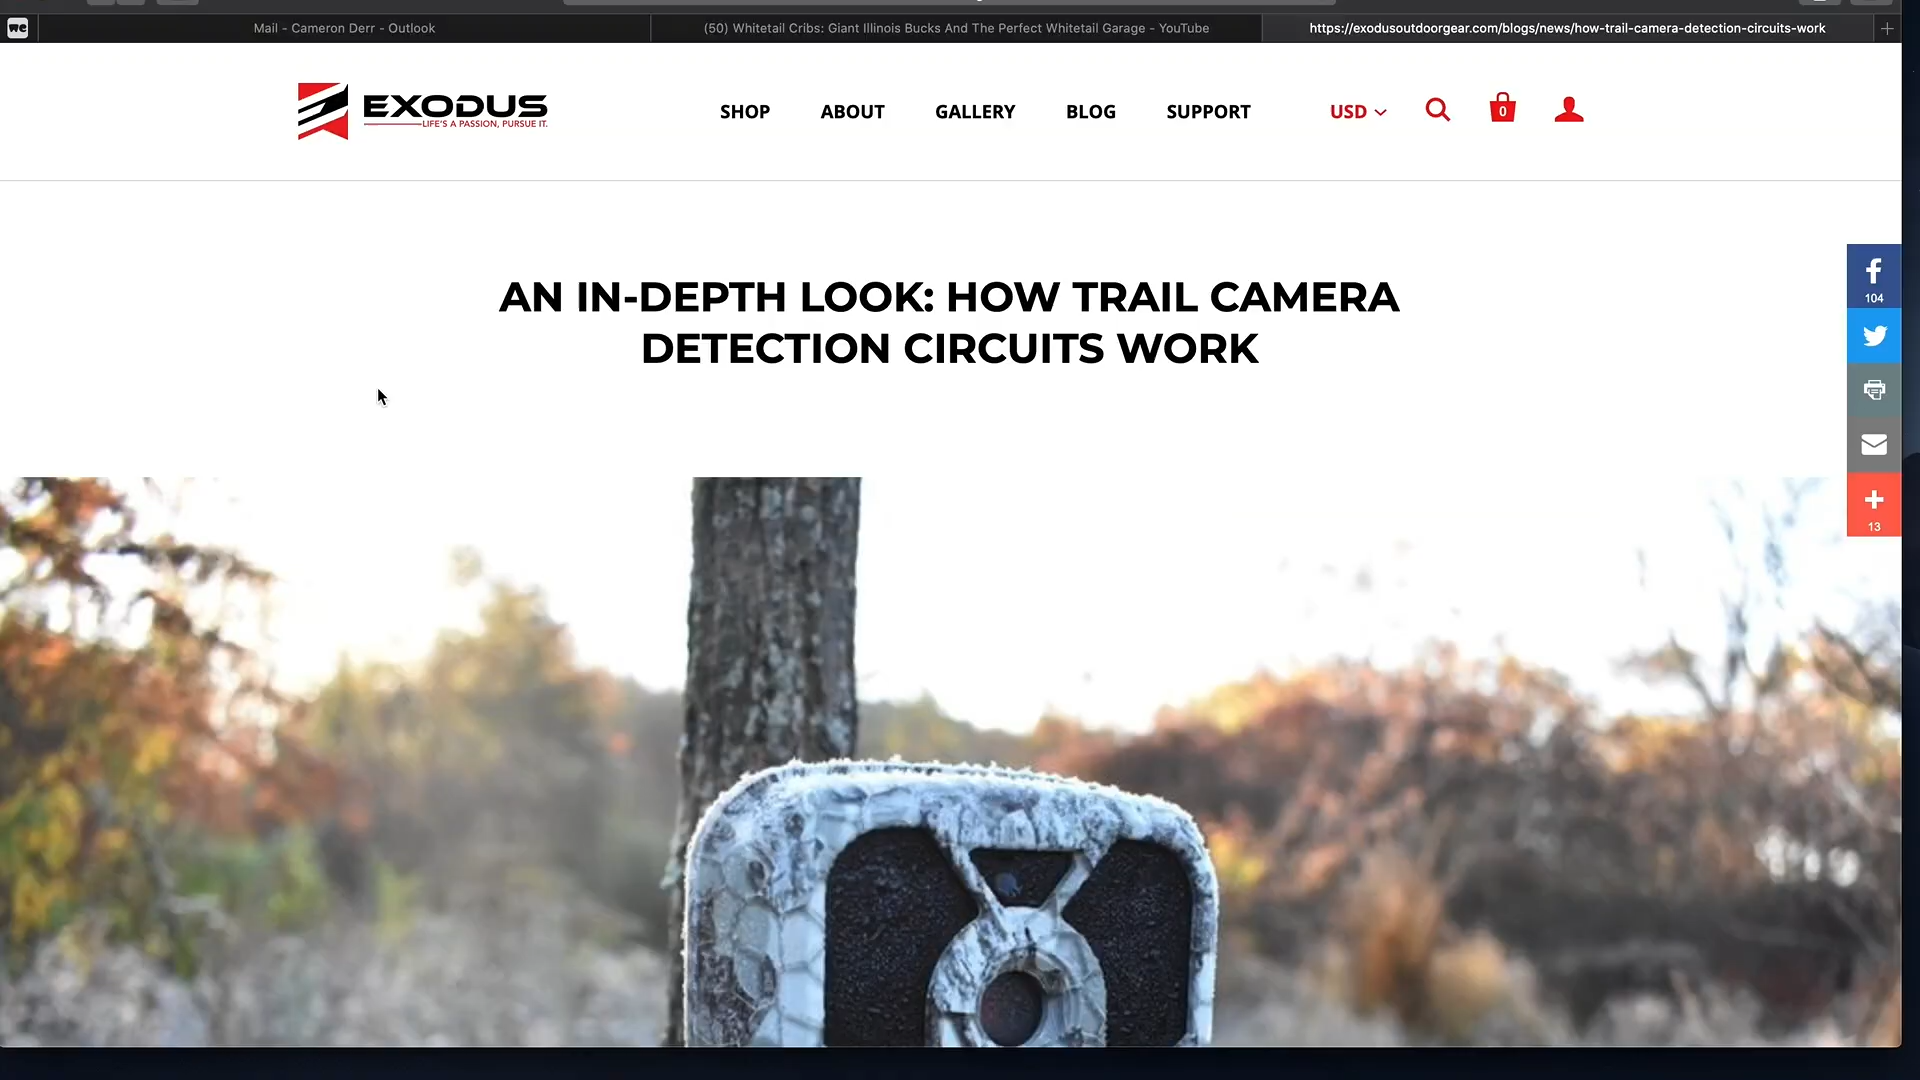 we
Mail - Cameron Derr - Outlook
(50) Whitetail Cribs: Giant Illinois Bucks And The Perfect Whitetail Garage - YouTube
https://exodusoutdoorgear.com/blogs/news/how-trail-camera-detection-circuits-work
EXODUS
LIFE'S A PASSION, PURSUE IT.
SHOP
ABOUT
GALLERY
BLOG
SUPPORT
USD
0
AN IN-DEPTH LOOK: HOW TRAIL CAMERA
DETECTION CIRCUITS WORK
104
13